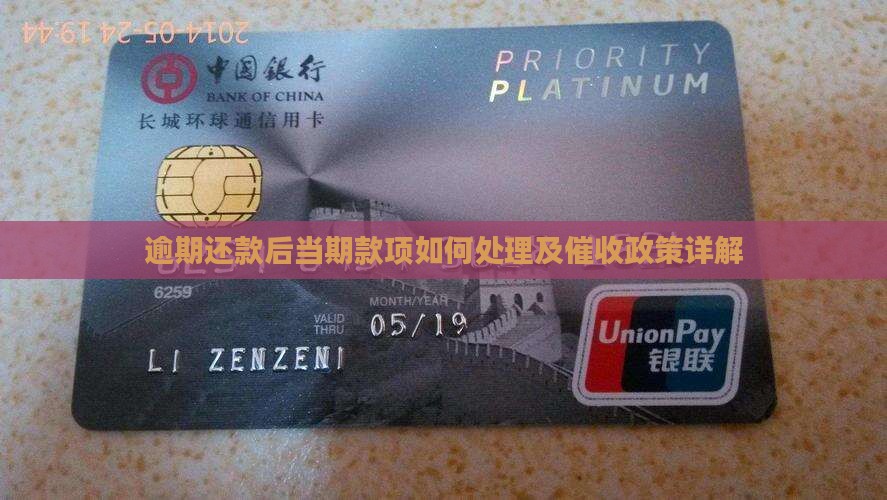 2014-05-24 19:44
中国银行
BANK OF CHINA
长城环球通信用卡
PRIORITY
PLATINUM
逾期还款后当期款项如何处理及催收政策详解
6259
MONTH/YEAR
VALID
THRU
05/19
LI ZENZENI
UnionPay
银联